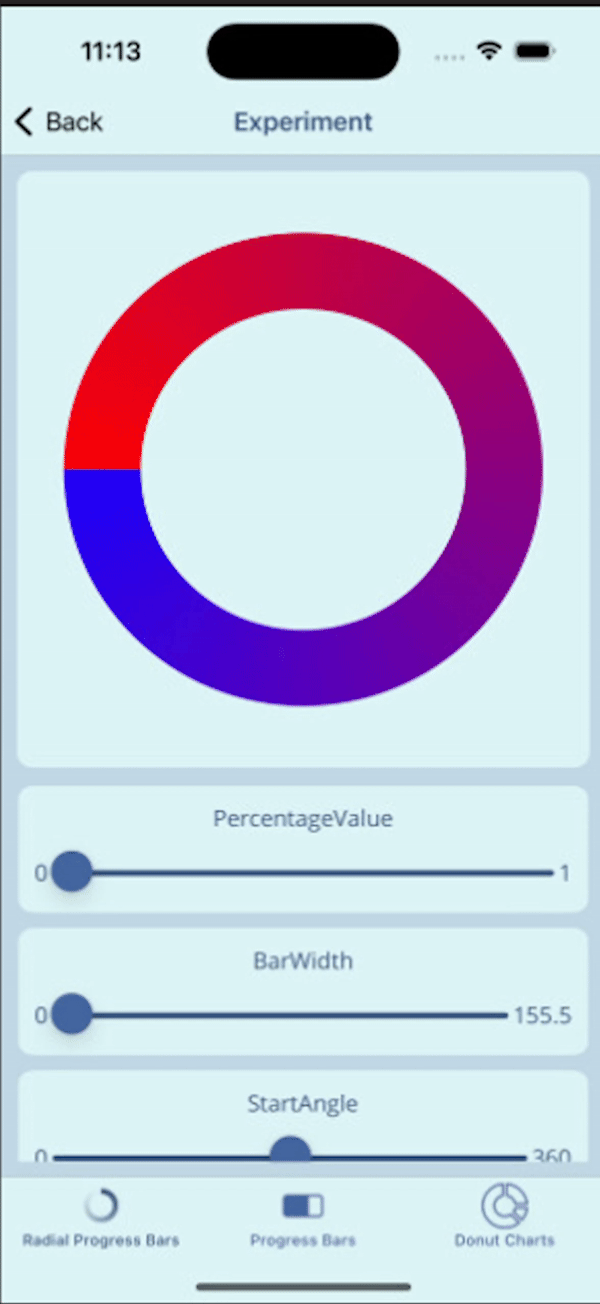 11:13
Back
Experiment
PercentageValue
0 1
BarWidth
0 155.5
StartAngle
0 360
Radial Progress Bars
Progress Bars
Donut Charts